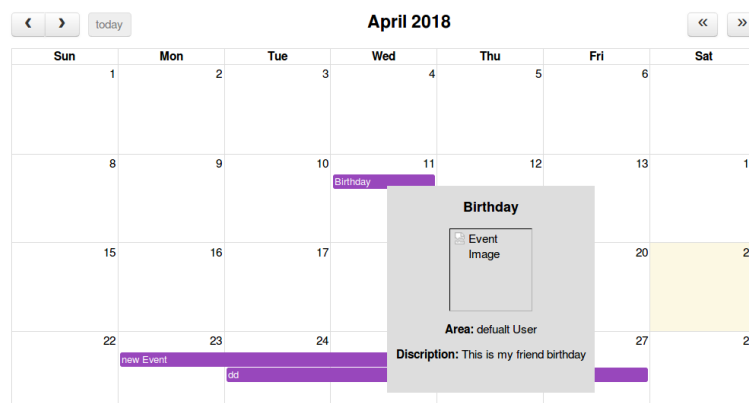 today
April 2018
« »
Sun Mon Tue Wed Thu Fri Sat
1 2 3 4 5 6
8 9 10 11 12 13
Birthday
Birthday
Event
Image
15 16 17 20
Area: defualt User
22 23 24 27
Discription: This is my friend birthday
new Event
dd